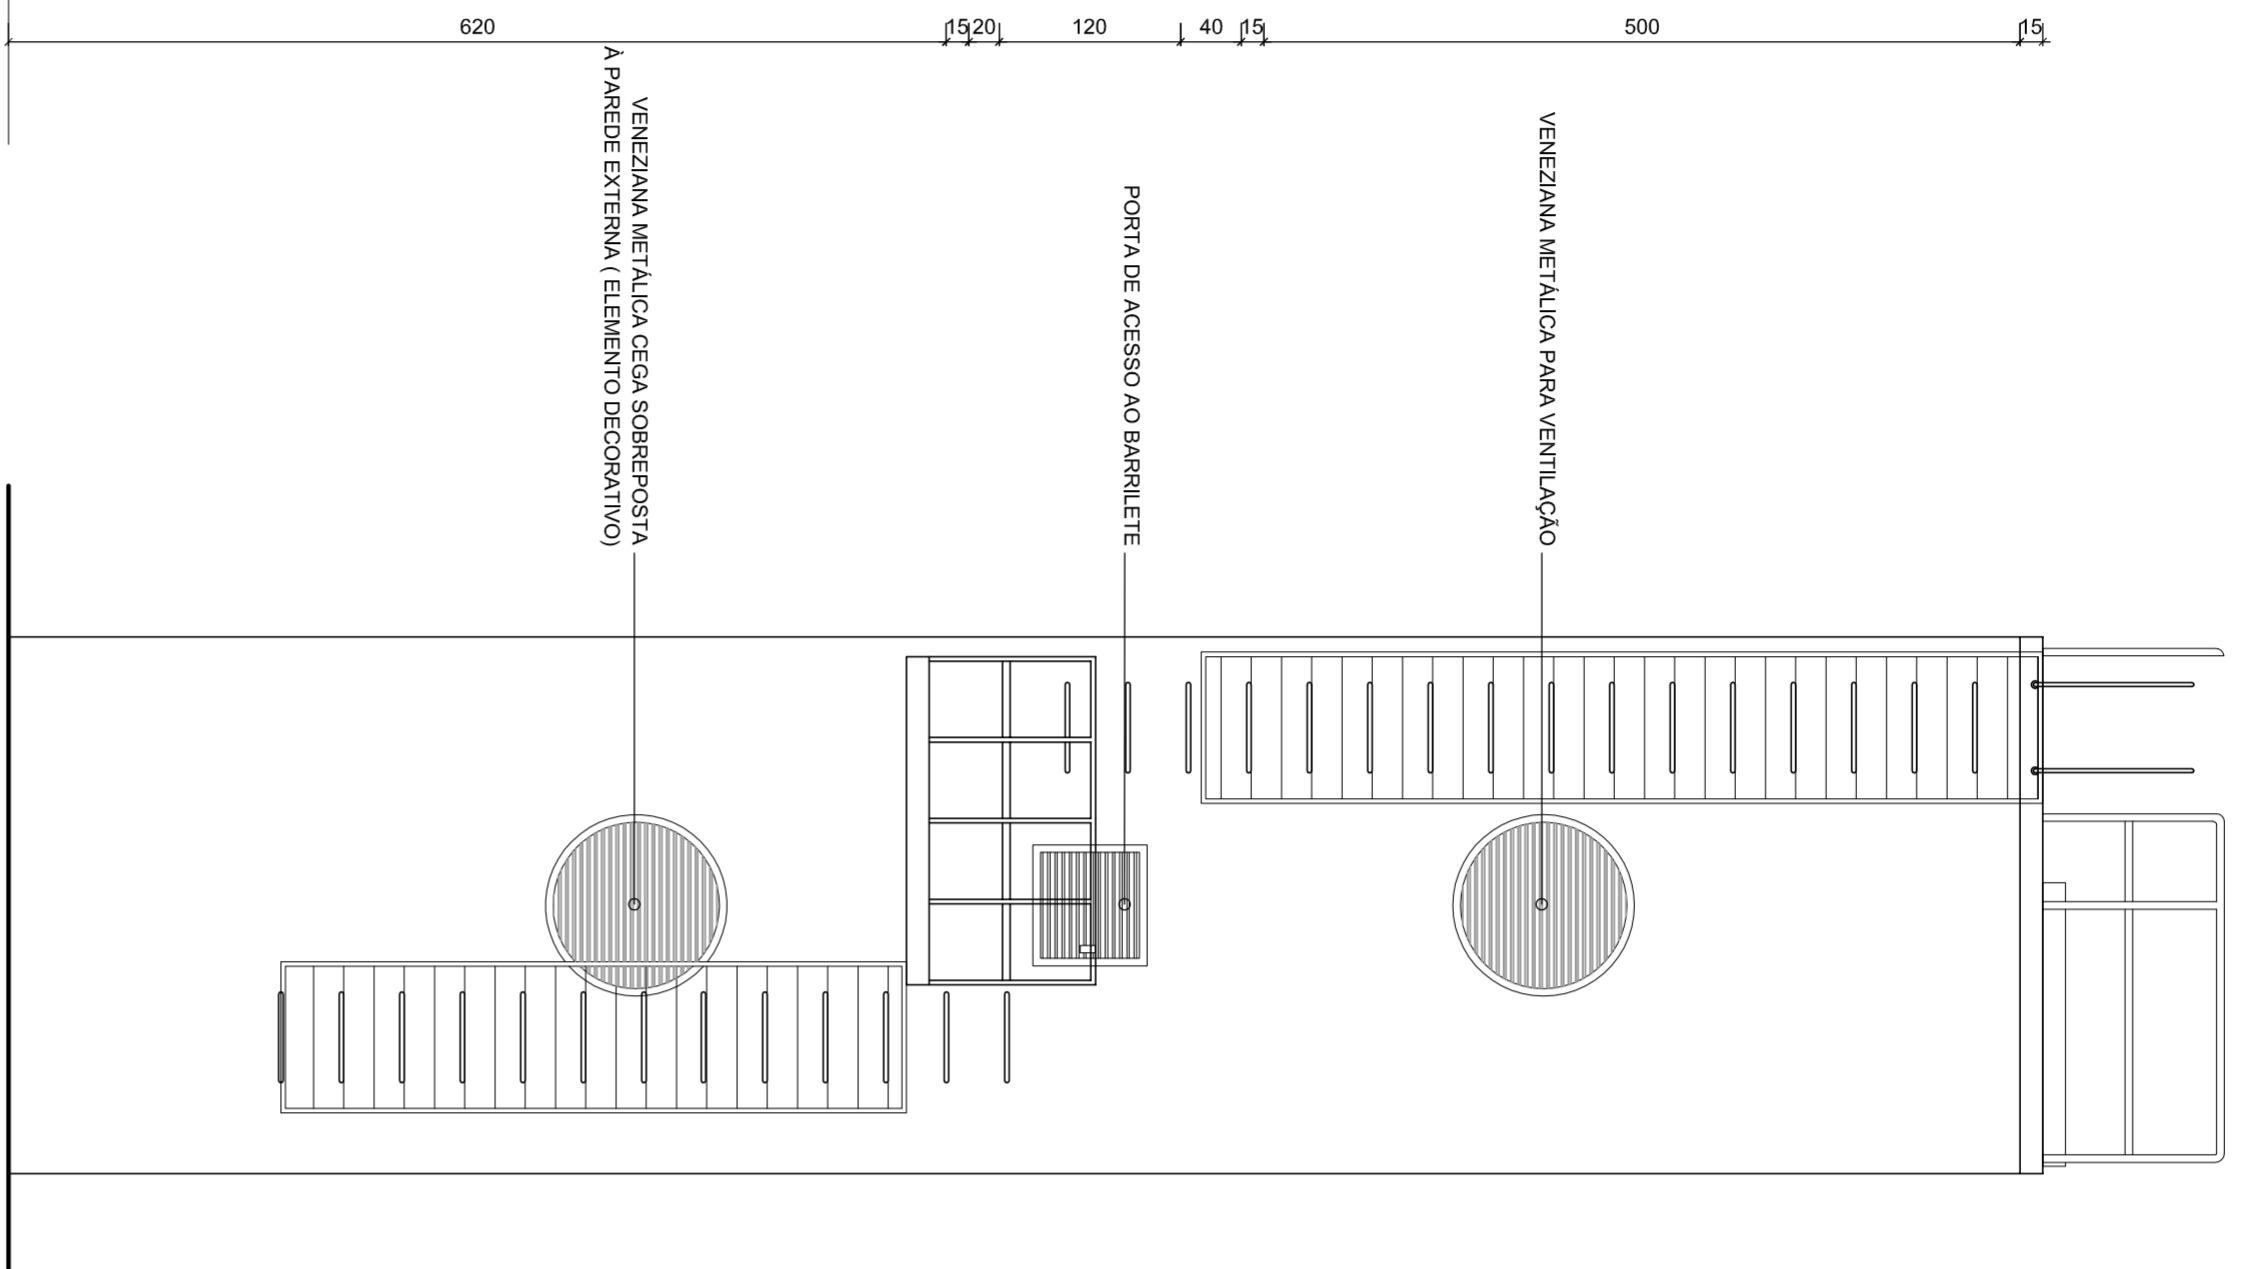 620
15
20
120
40
15
500
15
VENEZIANA METÁLICA CEGA SOBREPOSTA
À PAREDE EXTERNA ( ELEMENTO DECORATIVO)
PORTA DE ACESSO AO BARRILETE
VENEZIANA METÁLICA PARA VENTILAÇÃO